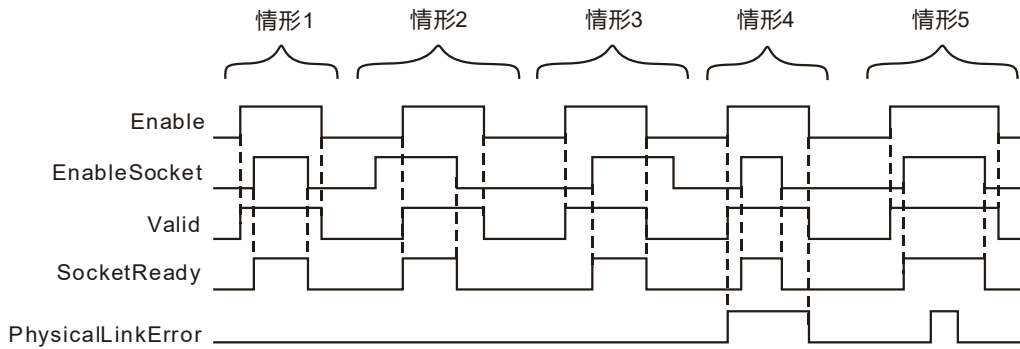 情形1 情形2 情形3 情形4 情形5
Enable
EnableSocket
Valid
SocketReady
PhysicalLinkError